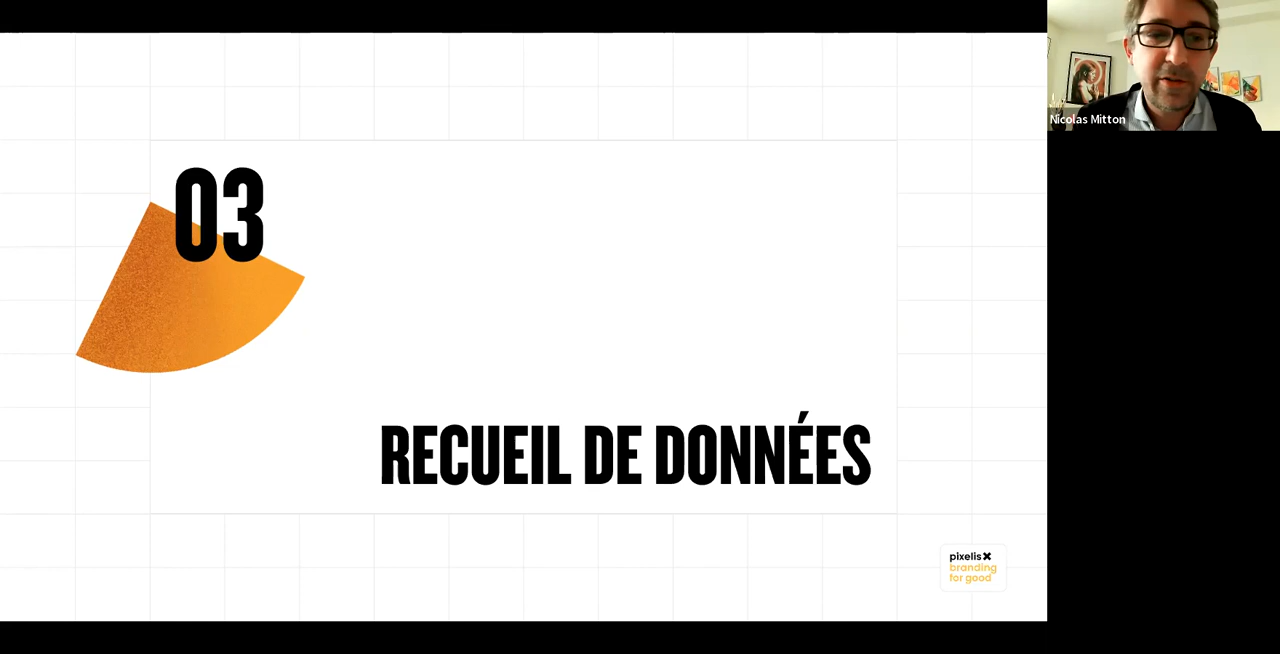 03
RECUEIL DE DONNÉES
pixelis
branding
for good
Nicolas Mitton